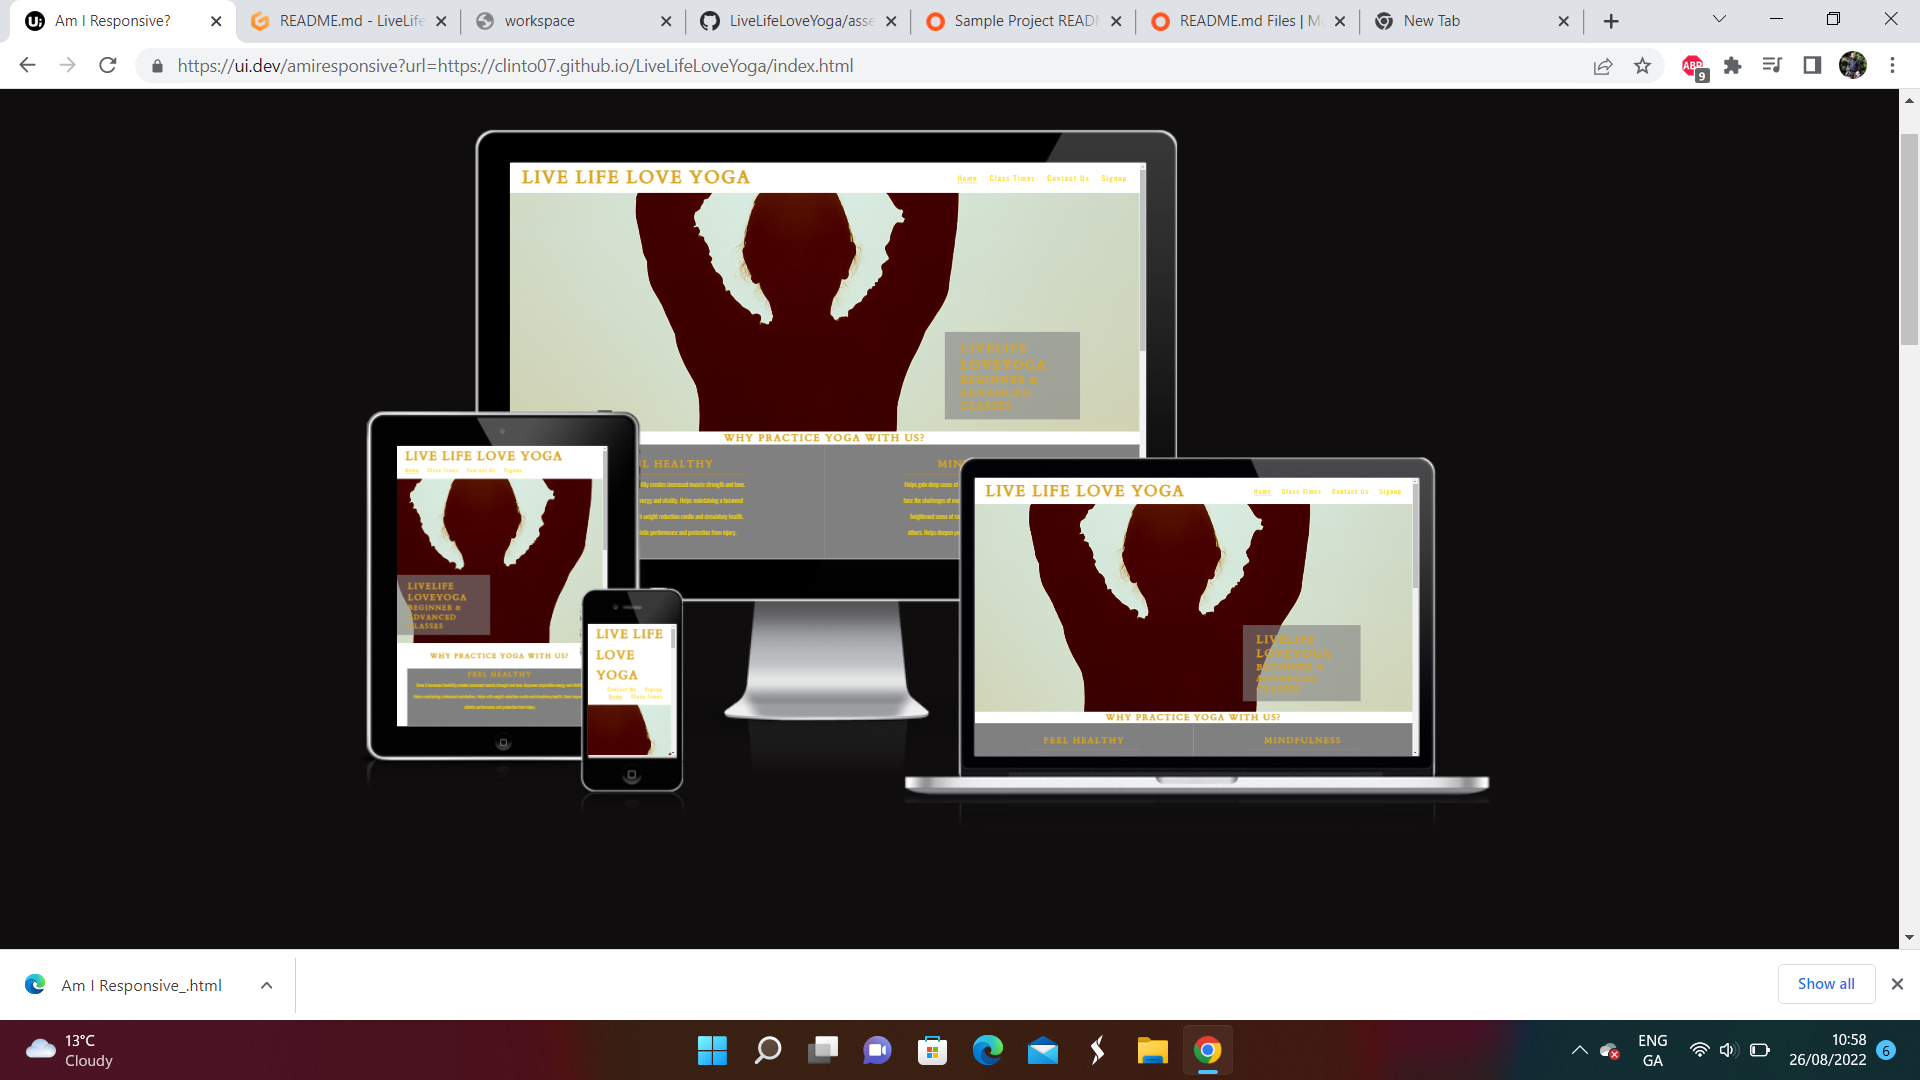 Am I Responsive?
README.md - LiveLife
workspace
LiveLifeLoveYoga/asse
Sample Project READM
README.md Files | M
New Tab
https://ui.dev/amiresponsive?url=https://clinto07.github.io/LiveLifeLoveYoga/index.html
ABP
9
LIVE LIFE LOVE YOGA
Home Class Times Contact Us Signup
LIVELIFE
LOVEYOGA
BEGINNER &
ADVANCED
CLASSES
WHY PRACTICE YOGA WITH US?
L HEALTHY
MIN
LIVE LIFE LOVE YOGA
Home Class Times Contact Us Signup
LIVELIFE
LOVEYOGA
BEGINNER &
ADVANCED
CLASSES
WHY PRACTICE YOGA WITH US?
FEEL HEALTHY
LIVE LIFE
LOVE
YOGA
Contact Us Signup
Home Class Times
LIVE LIFE LOVE YOGA
Home Class Times Contact Us Signup
LIVELIFE
LOVEYOGA
BEGINNER &
ADVANCED
CLASSES
WHY PRACTICE YOGA WITH US?
FEEL HEALTHY
MINDFULNESS
Am I Responsive_.html
Show all
13°C
Cloudy
ENG
GA
10:58
26/08/2022
6